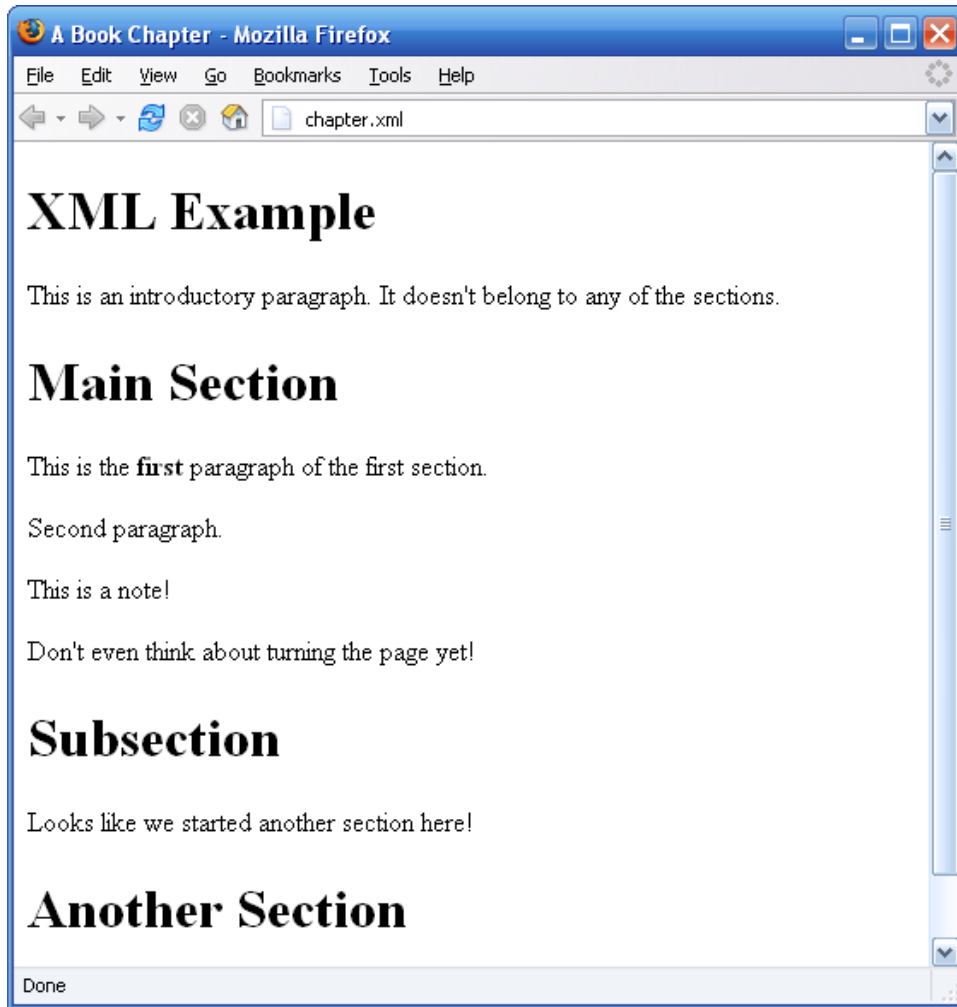 A Book Chapter - Mozilla Firefox
File Edit View Go Bookmarks Tools Help
chapter.xml
XML Example
This is an introductory paragraph. It doesn't belong to any of the sections.
Main Section
This is the first paragraph of the first section.
Second paragraph.
This is a note!
Don't even think about turning the page yet!
Subsection
Looks like we started another section here!
Another Section
Done